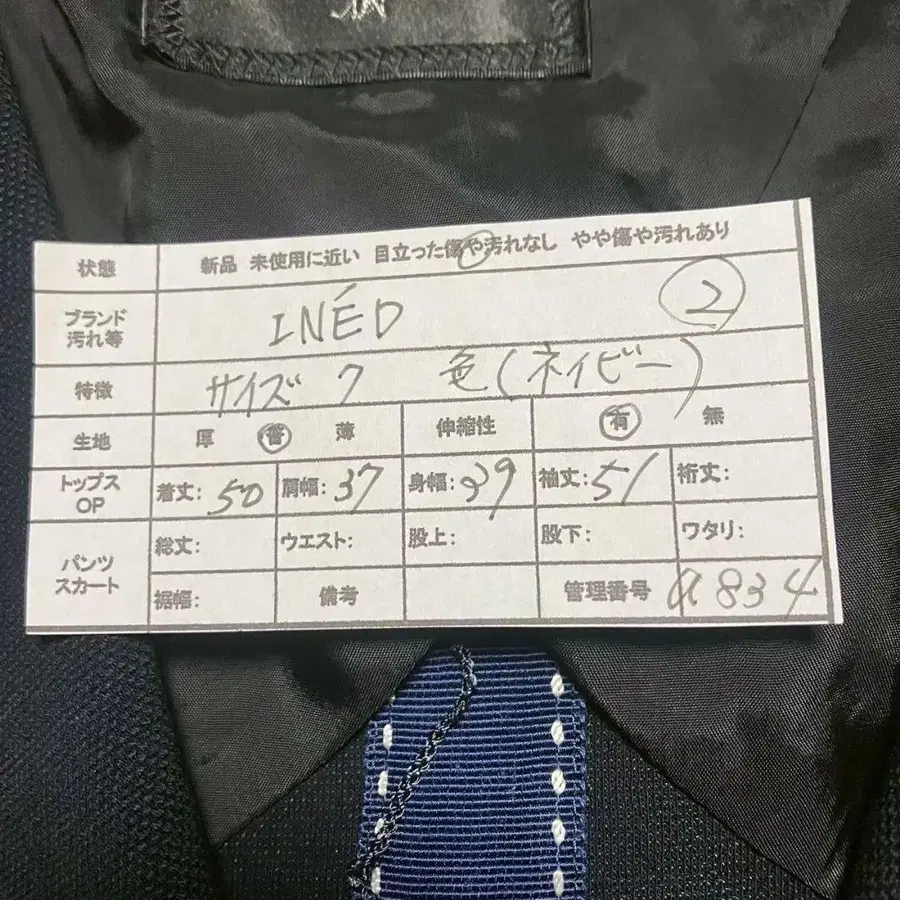 状態 新品 未使用に近い 目立った傷や汚れなし やや傷や汚れあり
ブランド 汚れ等 INÉD 2
特徴 サイズ 7 色(ネイビー)
生地 厚 普 薄 伸縮性 有 無
トップス OP 着丈: 50 肩幅: 37 身幅: 39 袖丈: 51 裄丈:
パンツ スカート 総丈: ウエスト: 股上: 股下: ワタリ:
裾幅: 備考 管理番号 a834